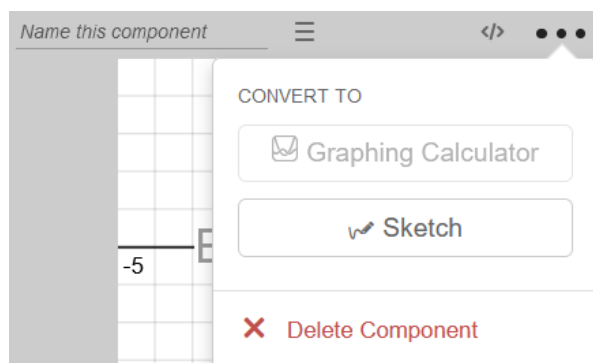 Name this component
</>
CONVERT TO
Graphing Calculator
Sketch
-5
E
Delete Component